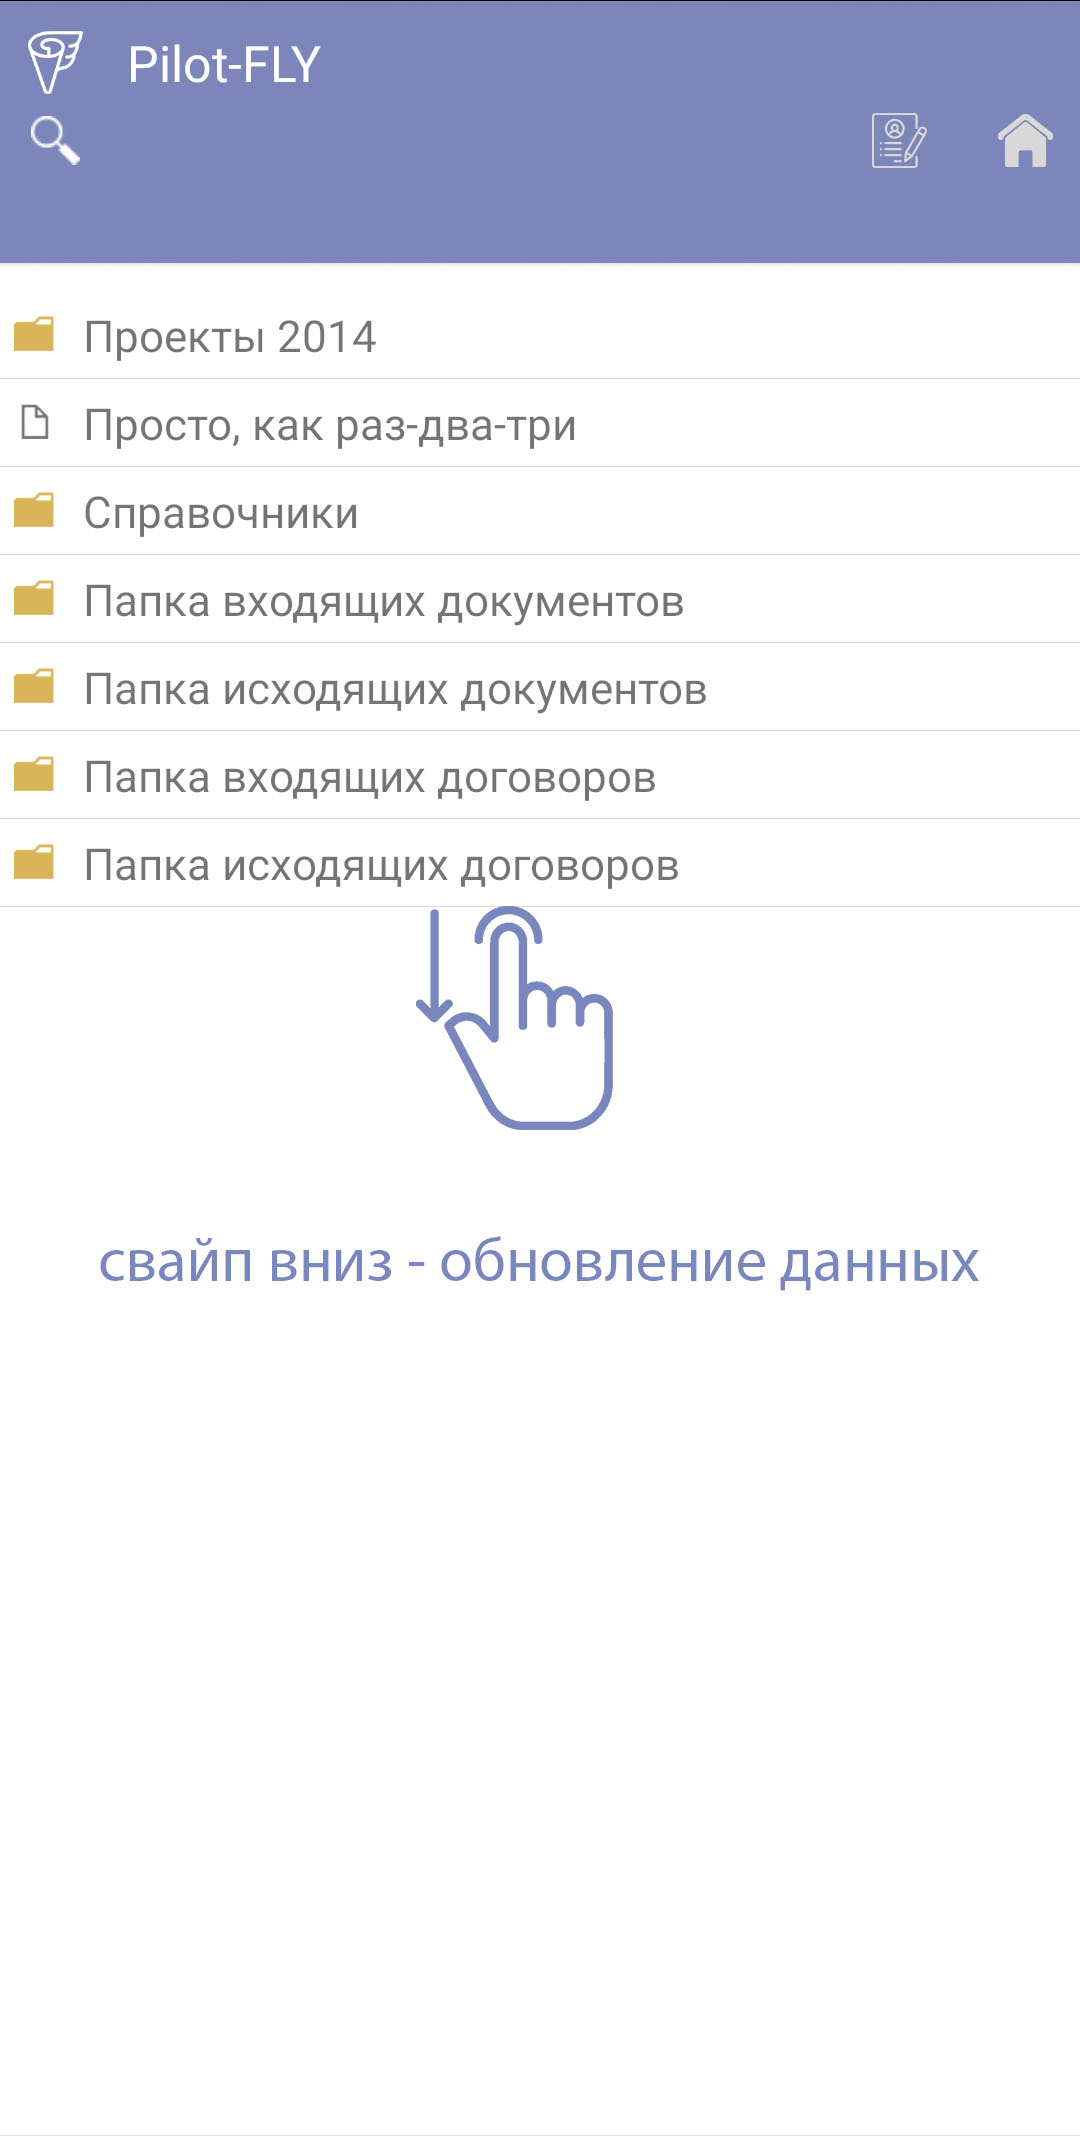 Pilot-FLY
Проекты 2014
Просто, как раз-два-три
Справочники
Папка входящих документов
Папка исходящих документов
Папка входящих договоров
Папка исходящих договоров
свайп вниз - обновление данных